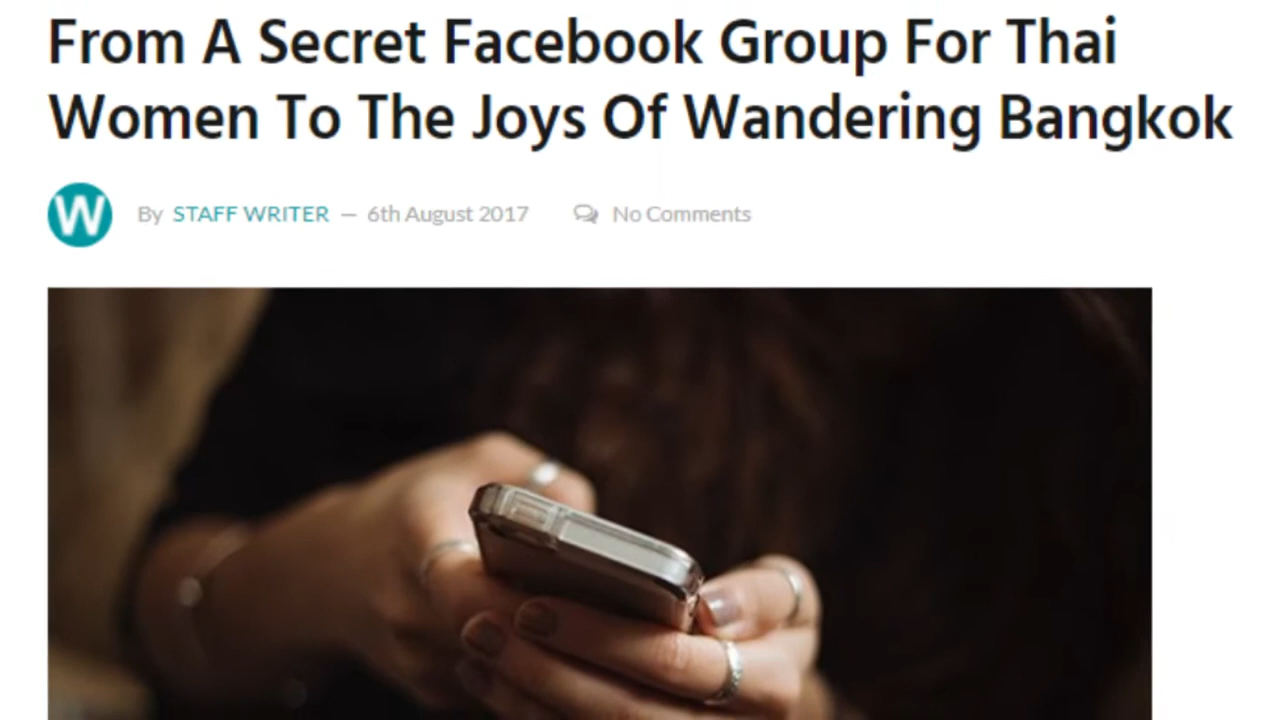 From A Secret Facebook Group For Thai
Women To The Joys Of Wandering Bangkok
W By STAFF WRITER — 6th August 2017 No Comments